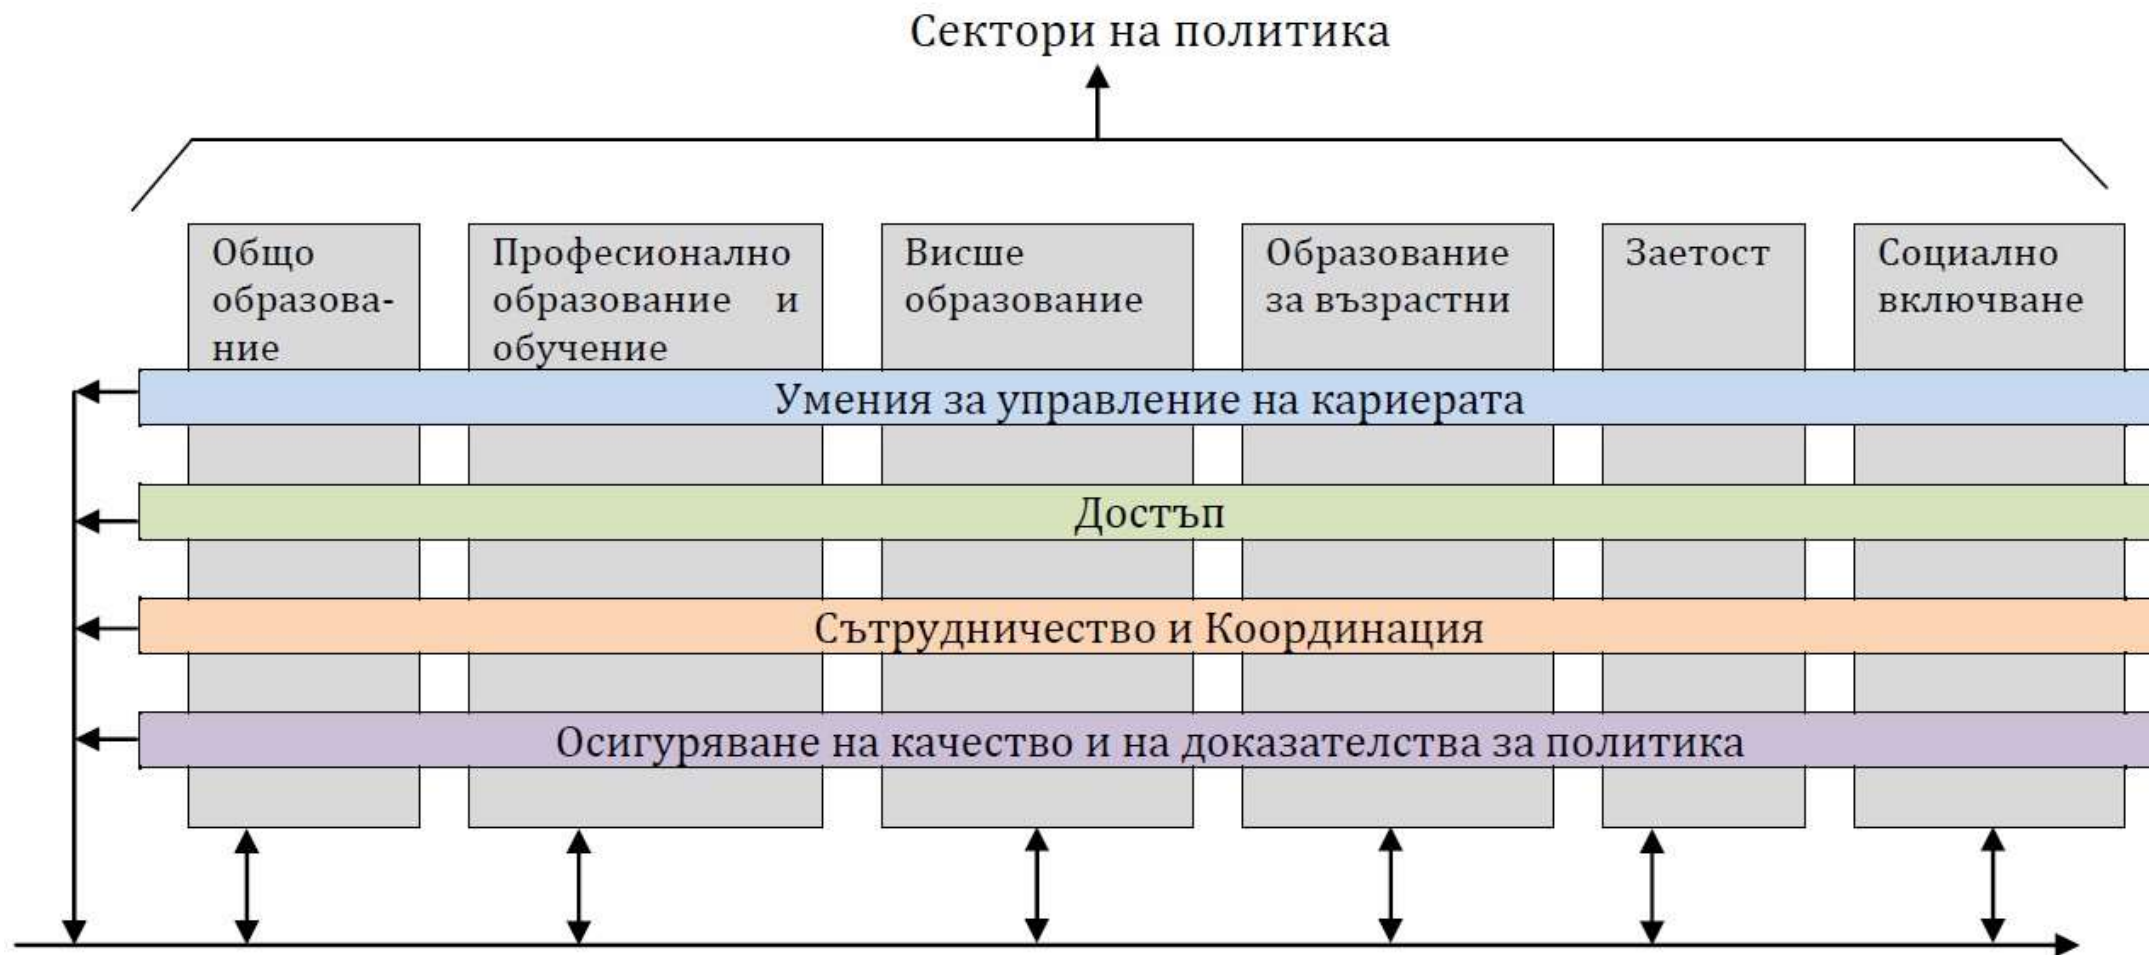 Сектори на политика
Общо
образова-
ние
Професионално
образование и
обучение
Висше
образование
Образование
за възрастни
Заетост
Социално
включване
Умения за управление на кариерата
Достъп
Сътрудничество и Координация
Осигуряване на качество и на доказателства за политика